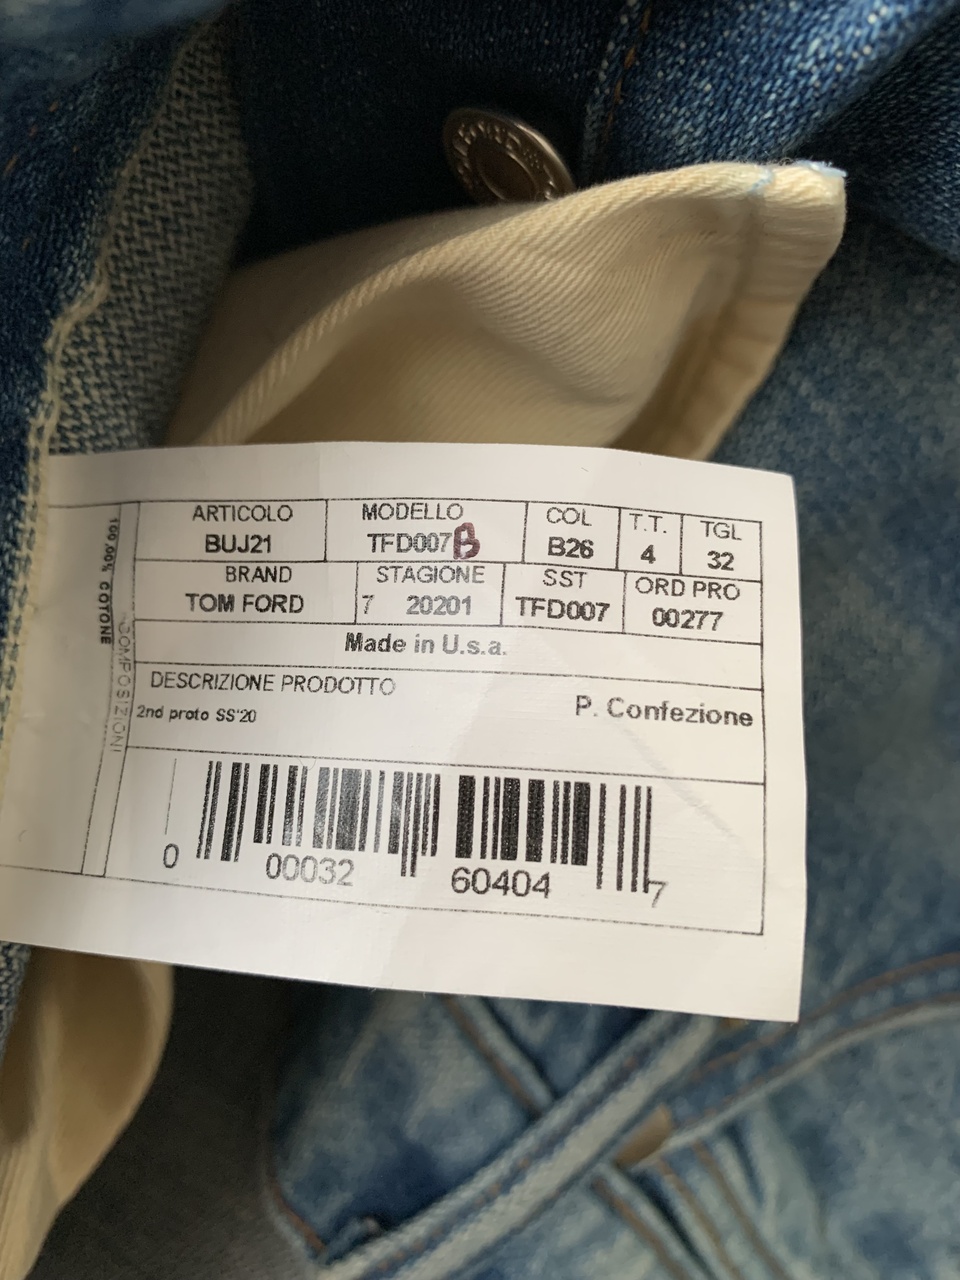 ARTICOLO MODELLO COL T.T. TGL
BUJ21 TFD007B B26 4 32
BRAND STAGIONE SST ORD PRO
TOM FORD 7 20201 TFD007 00277
Made in U.s.a.
DESCRIZIONE PRODOTTO
2nd proto SS'20 P. Confezione
0 00032 60404 7
COMPOSIZIONI
100,00% COTONE